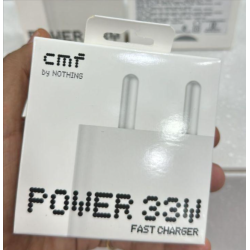 cmf
by NOTHING
POWER 33W
FAST CHARGER